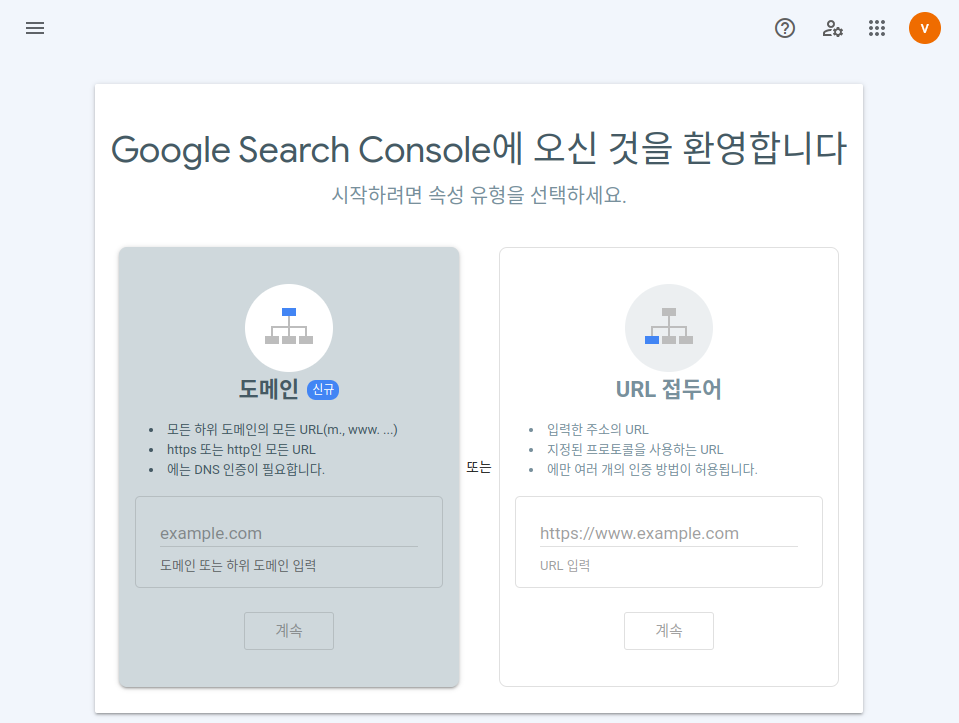 V
Google Search Console에 오신 것을 환영합니다
시작하려면 속성 유형을 선택하세요.
도메인 신규
모든 하위 도메인의 모든 URL(m., www. ...)
https 또는 http인 모든 URL
에는 DNS 인증이 필요합니다.
example.com
도메인 또는 하위 도메인 입력
계속
또는
URL 접두어
입력한 주소의 URL
지정된 프로토콜을 사용하는 URL
에만 여러 개의 인증 방법이 허용됩니다.
https://www.example.com
URL 입력
계속